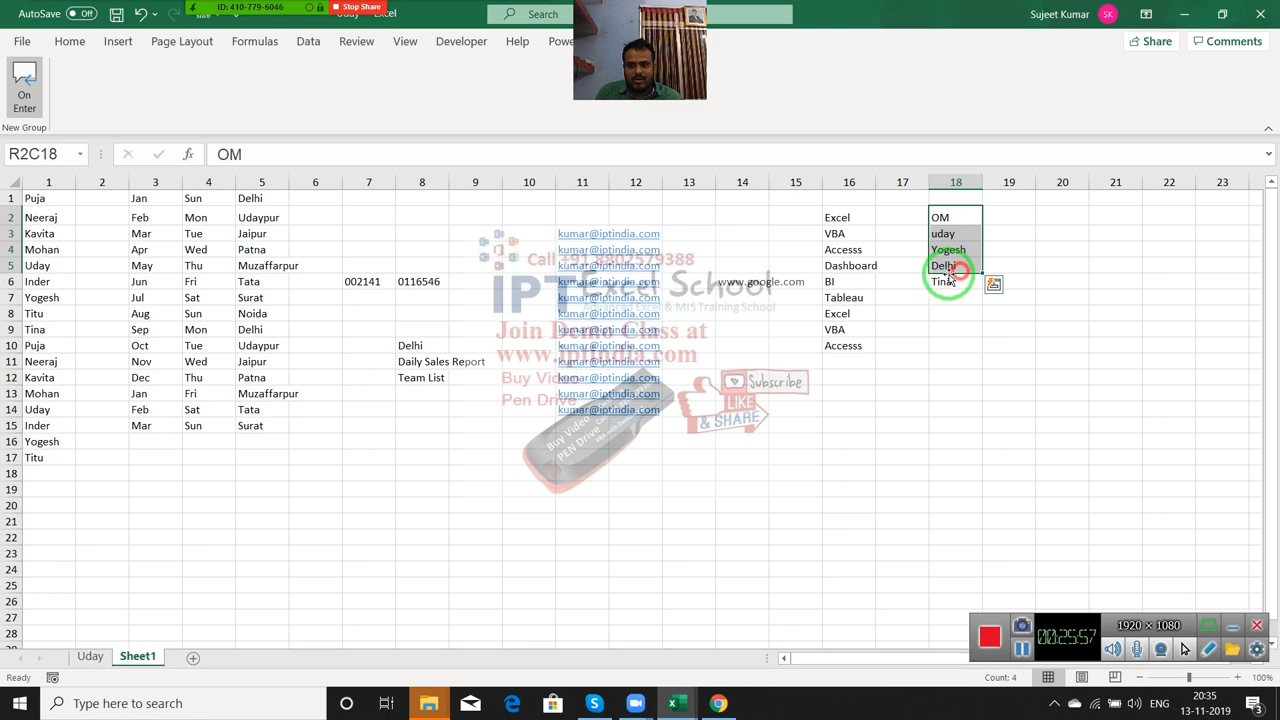 AutoSave Off Uday - Excel Search Sujeet Kumar SK
ID: 410-779-6046 Stop Share
File Home Insert Page Layout Formulas Data Review View Developer Help Share Comments
On
Enter
New Group
R2C18 fx OM
1 2 3 4 5 6 7 8 9 10 11 12 13 14 15 16 17 18 19 20 21 22 23
1 Puja Jan Sun Delhi
2 Neeraj Feb Mon Udaypur Excel OM
3 Kavita Mar Tue Jaipur kumar@iptindia.com VBA uday
4 Mohan Apr Wed Patna kumar@iptindia.com Accesss Yogesh
5 Uday May Thu Muzaffarpur kumar@iptindia.com Dashboard Delhi
6 Inder Jun Fri Tata 002141 0116546 kumar@iptindia.com www.google.com BI Tina
7 Yogesh Jul Sat Surat kumar@iptindia.com Tableau
8 Titu Aug Sun Noida kumar@iptindia.com Excel
9 Tina Sep Mon Delhi kumar@iptindia.com VBA
10 Puja Oct Tue Udaypur Delhi kumar@iptindia.com Accesss
11 Neeraj Nov Wed Jaipur Daily Sales Report kumar@iptindia.com
12 Kavita Dec Thu Patna Team List kumar@iptindia.com
13 Mohan Jan Fri Muzaffarpur kumar@iptindia.com
14 Uday Feb Sat Tata kumar@iptindia.com
15 Inder Mar Sun Surat
16 Yogesh
17 Titu
18
19
20
21
22
23
24
25
26
27
28
Call +91 8802579388
IPT Excel School
Advanced Excel & MIS Training School
Join Demo Class at
www.iptindia.com
Buy Video
Pen Drive
Buy Video
PEN Drive
Subscribe
LIKE
& SHARE
00:25:57 1920 × 1080
Uday Sheet1
Ready Count: 4 100%
Type here to search ENG 20:35
13-11-2019 3